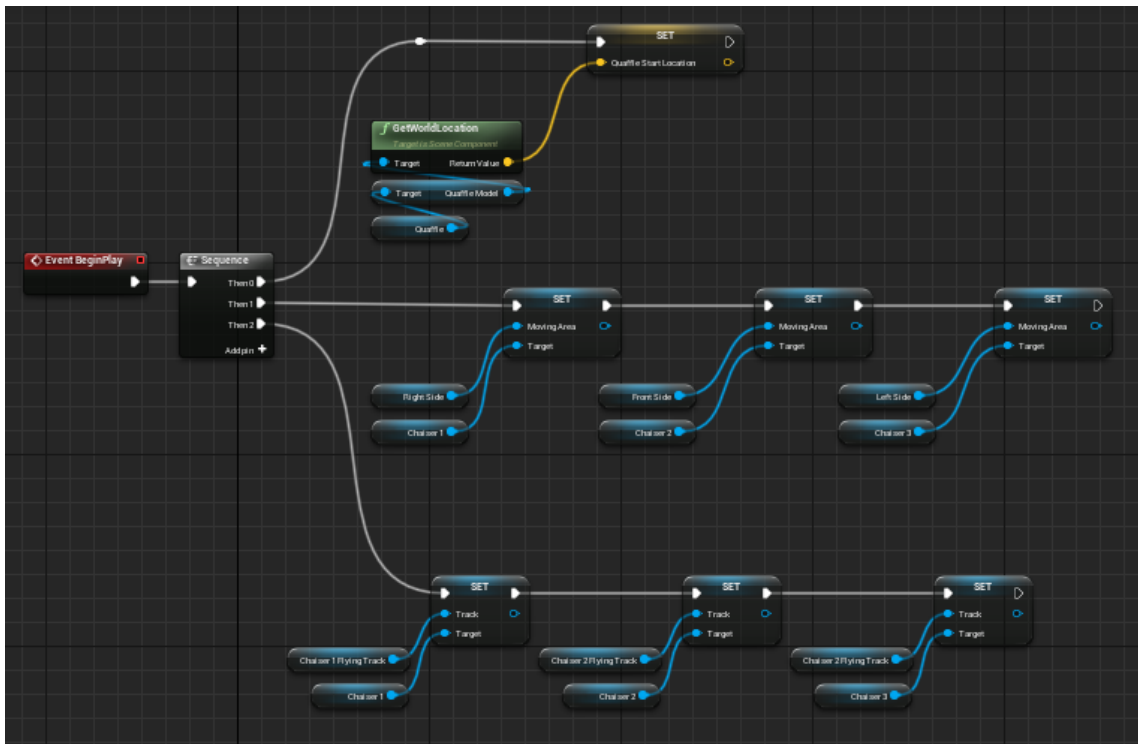 SET
Quaffle Start Location
GetWorldLocation
Target is Scene Component
Target Return Value
Target Quaffle Model
Quaffle
Event BeginPlay
Sequence
Then 0
Then 1
Then 2
Add pin +
SET
Moving Area
Target
Right Side
Chaiser 1
SET
Moving Area
Target
Front Side
Chaiser 2
SET
Moving Area
Target
Left Side
Chaiser 3
SET
Track
Target
Chaiser 1 Flying Track
Chaiser 1
SET
Track
Target
Chaiser 2 Flying Track
Chaiser 2
SET
Track
Target
Chaiser 2 Flying Track
Chaiser 3